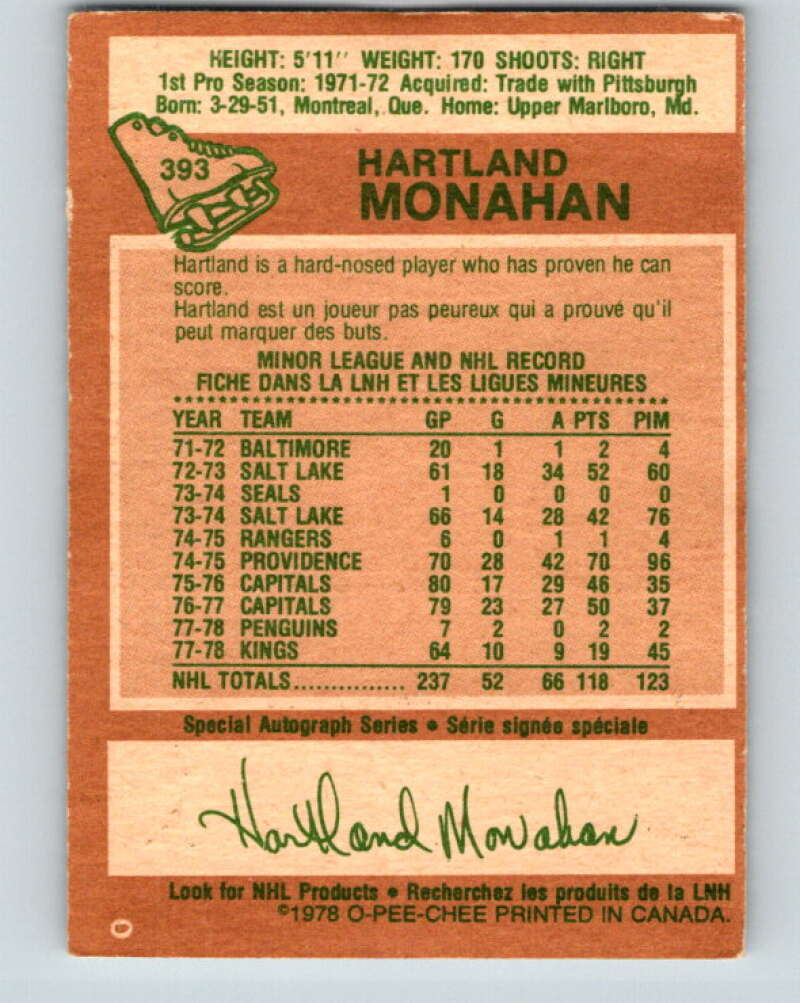 HEIGHT: 5'11'' WEIGHT: 170 SHOOTS: RIGHT
1st Pro Season: 1971-72 Acquired: Trade with Pittsburgh
Born: 3-29-51, Montreal, Que. Home: Upper Marlboro, Md.
393
HARTLAND
MONAHAN
Hartland is a hard-nosed player who has proven he can
score.
Hartland est un joueur pas peureux qui a prouvé qu'il
peut marquer des buts.
MINOR LEAGUE AND NHL RECORD
FICHE DANS LA LNH ET LES LIGUES MINEURES
YEAR TEAM GP G A PTS PIM
71-72 BALTIMORE 20 1 1 2 4
72-73 SALT LAKE 61 18 34 52 60
73-74 SEALS 1 0 0 0 0
73-74 SALT LAKE 66 14 28 42 76
74-75 RANGERS 6 0 1 1 4
74-75 PROVIDENCE 70 28 42 70 96
75-76 CAPITALS 80 17 29 46 35
76-77 CAPITALS 79 23 27 50 37
77-78 PENGUINS 7 2 0 2 2
77-78 KINGS 64 10 9 19 45
NHL TOTALS............... 237 52 66 118 123
Special Autograph Series • Série signée spéciale
Hartland Monahan
Look for NHL Products • Recherchez les produits de la LNH
©1978 O-PEE-CHEE PRINTED IN CANADA.
O